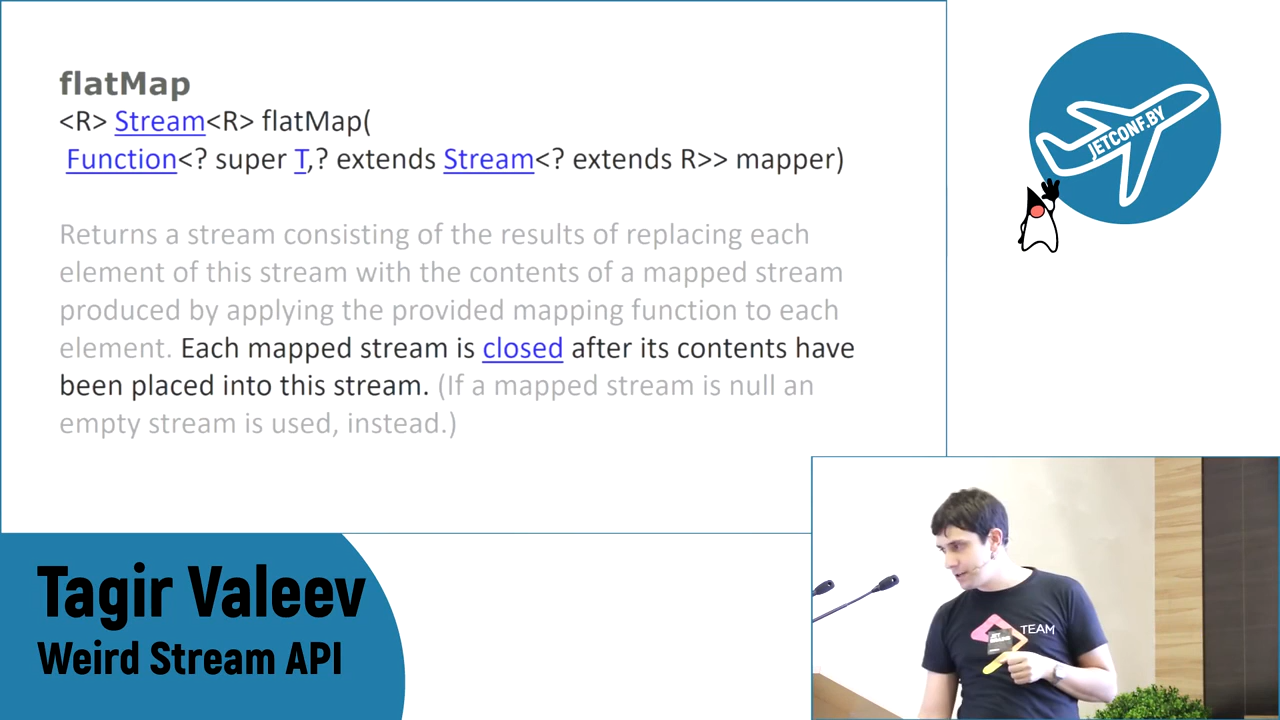 flatMap
<R> Stream<R> flatMap(
Function<? super T,? extends Stream<? extends R>> mapper)
Returns a stream consisting of the results of replacing each
element of this stream with the contents of a mapped stream
produced by applying the provided mapping function to each
element. Each mapped stream is closed after its contents have
been placed into this stream. (If a mapped stream is null an
empty stream is used, instead.)
JETCONF.BY
Tagir Valeev
Weird Stream API
TEAM